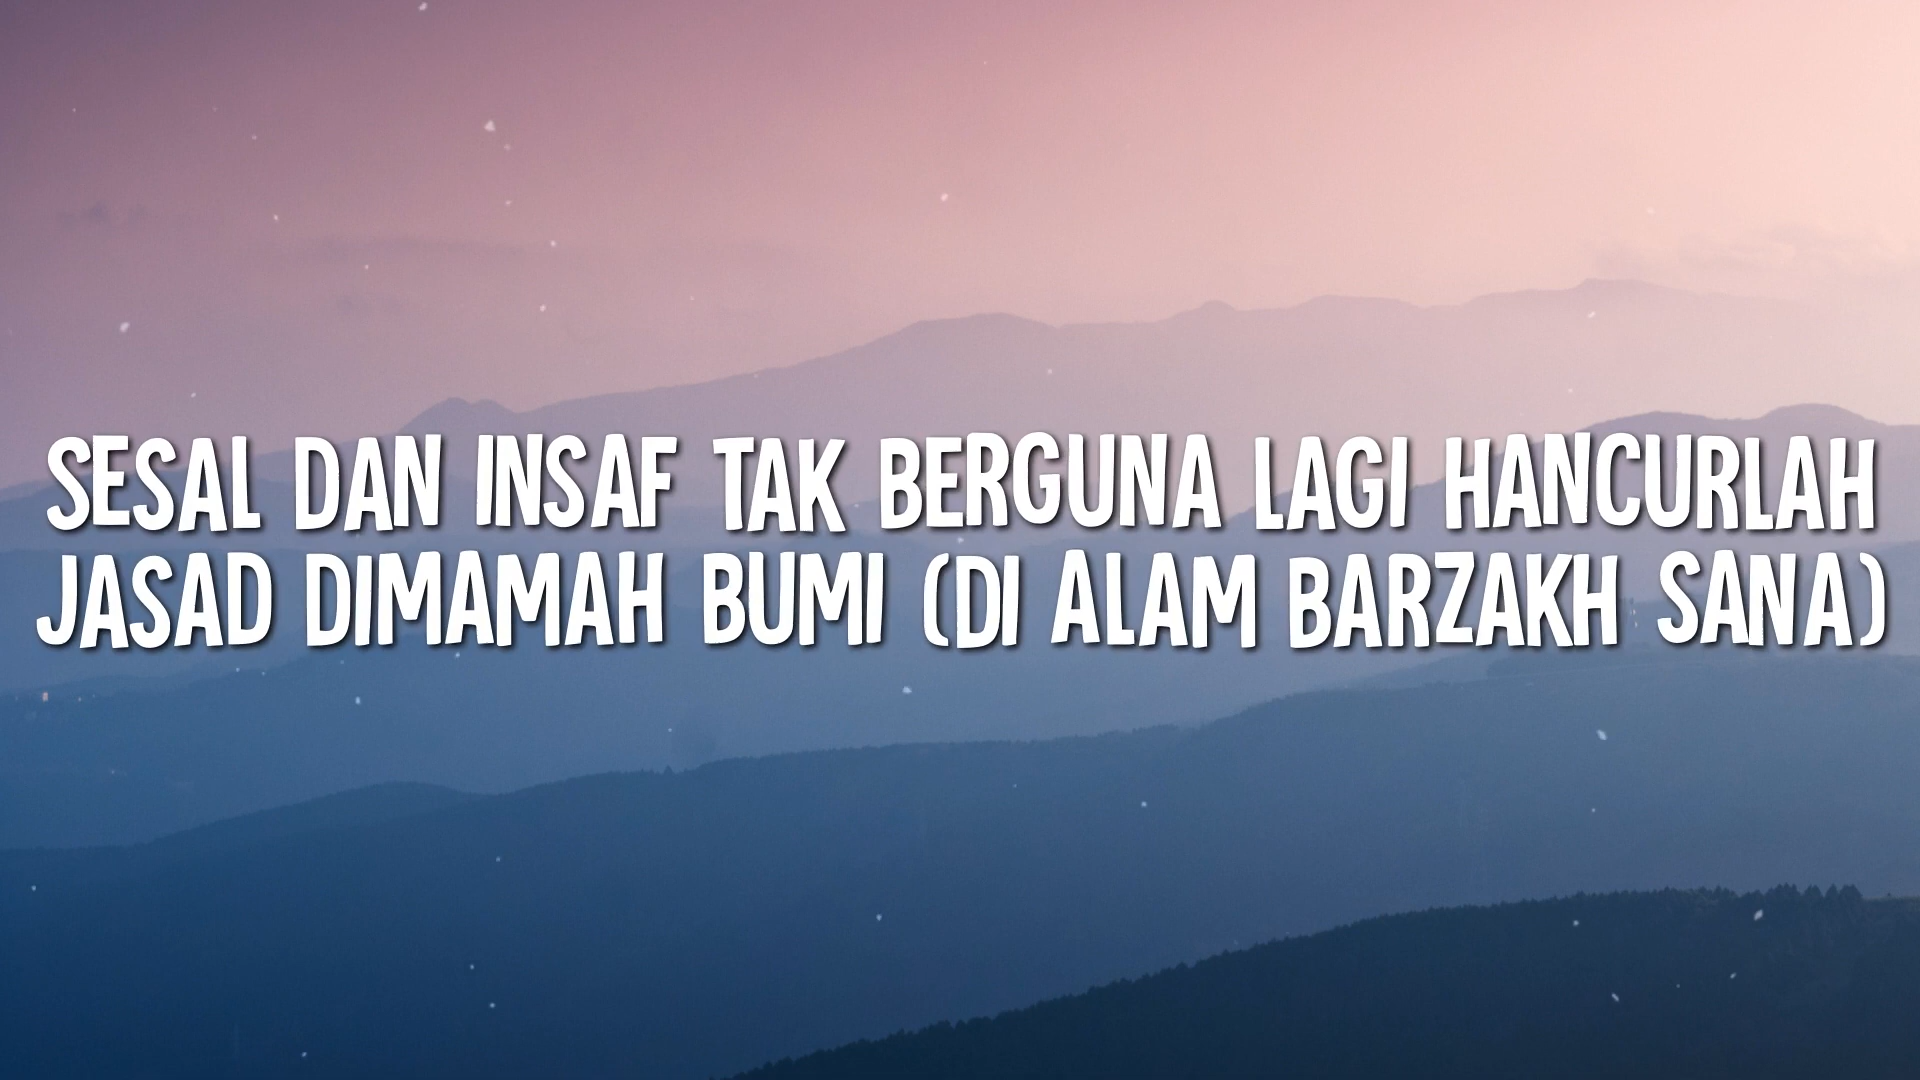 SESAL DAN INSAF TAK BERGUNA LAGI HANCURLAH
JASAD DIMAMAH BUMI (DI ALAM BARZAKH SANA)